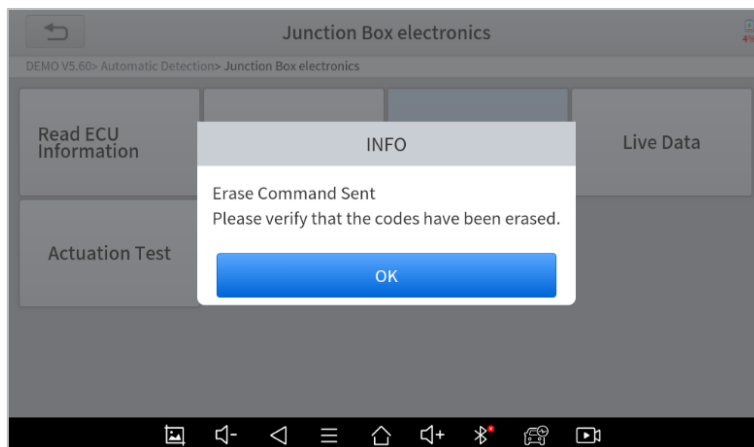 Junction Box electronics
DEMO V5.60> Automatic Detection> Junction Box electronics
Read ECU
Information
Live Data
INFO
Erase Command Sent
Please verify that the codes have been erased.
OK
Actuation Test